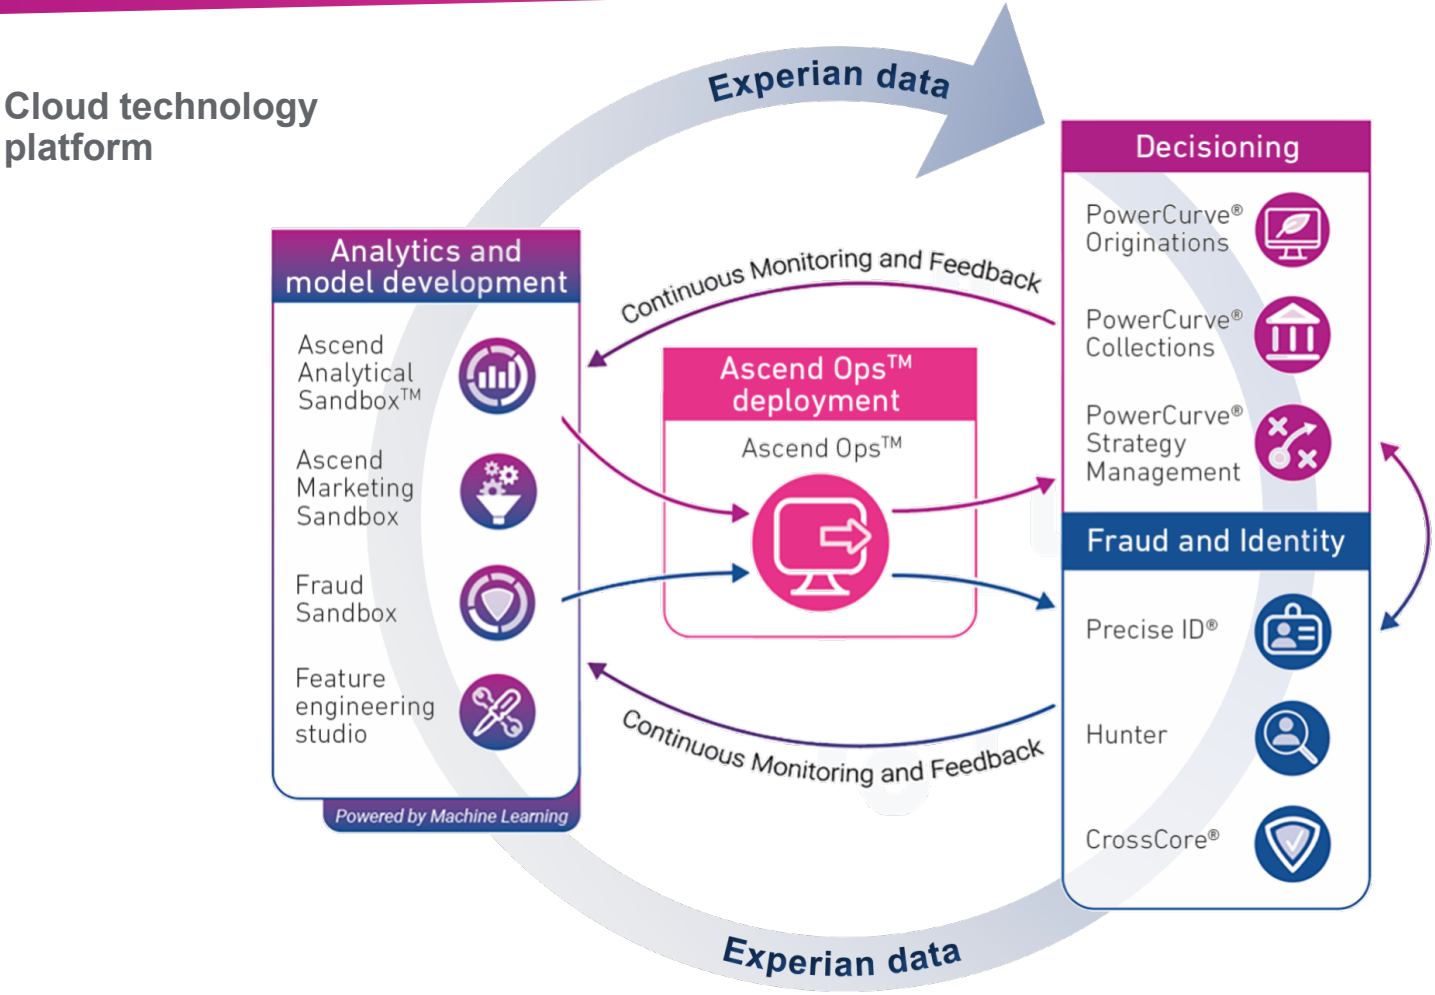 Cloud technology
platform
Experian data
Analytics and
model development
Ascend
Analytical
Sandbox™
Ascend
Marketing
Sandbox
Fraud
Sandbox
Feature
engineering
studio
Powered by Machine Learning
Continuous Monitoring and Feedback
Ascend Ops™
deployment
Ascend Ops™
Continuous Monitoring and Feedback
Decisioning
PowerCurve®
Originations
PowerCurve®
Collections
PowerCurve®
Strategy
Management
Fraud and Identity
Precise ID®
Hunter
CrossCore®
Experian data